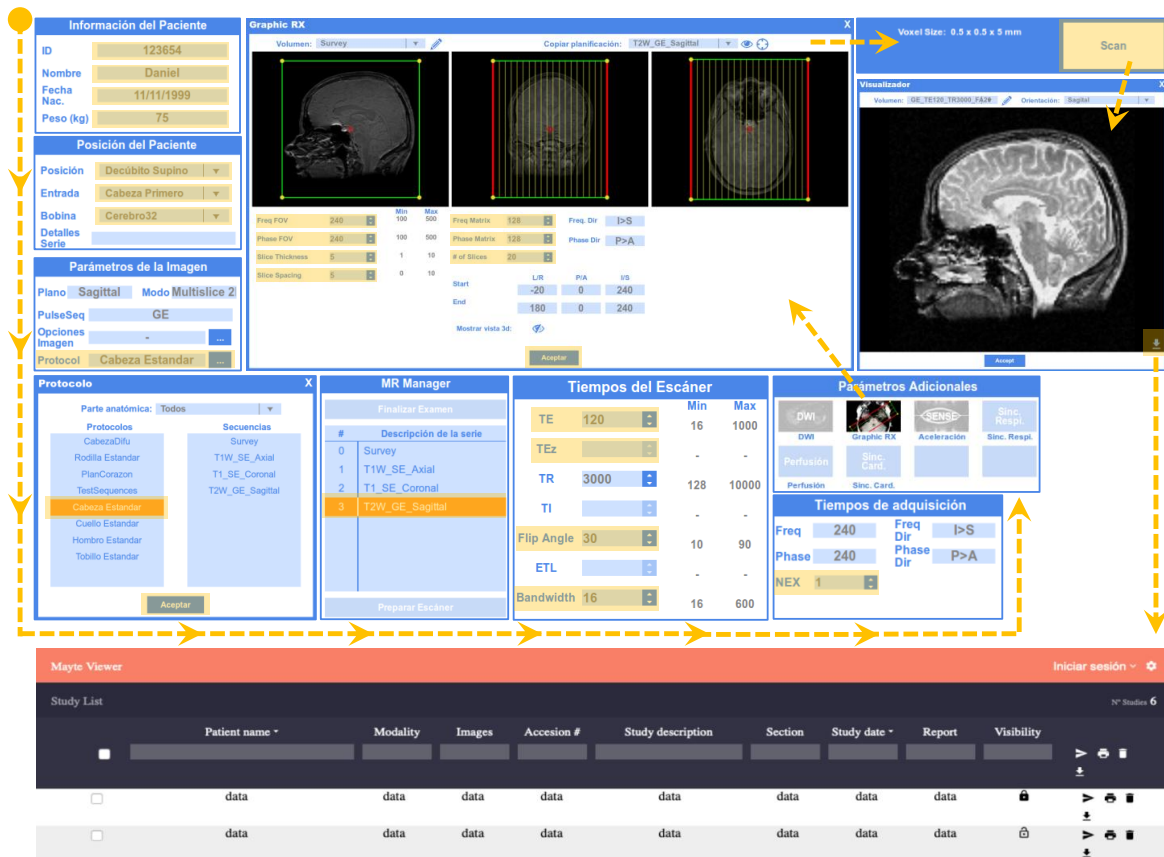 Información del Paciente
ID 123654
Nombre Daniel
Fecha Nac. 11/11/1999
Peso (kg) 75
Posición del Paciente
Posición Decúbito Supino
Entrada Cabeza Primero
Bobina Cerebro32
Detalles Serie
Parámetros de la Imagen
Plano Sagittal Modo Multislice 2
PulseSeq GE
Opciones Imagen - ...
Protocol Cabeza Estandar ...
Graphic RX X
Volumen: Survey Copiar planificación: T2W_GE_Sagittal
Min Max
Freq FOV 240 100 500 Freq Matrix 128 Freq. Dir I>S
Phase FOV 240 100 500 Phase Matrix 128 Phase Dir P>A
Slice Thickness 5 1 10 # of Slices 20
Slice Spacing 5 0 10
L/R P/A I/S
Start -20 0 240
End 180 0 240
Mostrar vista 3d:
Aceptar
Voxel Size: 0.5 x 0.5 x 5 mm
Scan
Visualizador X
Volumen: GE_TE120_TR3000_FA20 Orientación: Sagital
Accept
Protocolo X
Parte anatómica: Todos
Protocolos Secuencias
CabezaDifu Survey
Rodilla Estandar T1W_SE_Axial
PlanCorazon T1_SE_Coronal
TestSequences T2W_GE_Sagittal
Cabeza Estandar
Cuello Estandar
Hombro Estandar
Tobillo Estandar
Aceptar
MR Manager
Finalizar Examen
# Descripción de la serie
0 Survey
1 T1W_SE_Axial
2 T1_SE_Coronal
3 T2W_GE_Sagittal
Preparar Escáner
Tiempos del Escáner
Min Max
TE 120 16 1000
TEz - -
TR 3000 128 10000
TI - -
Flip Angle 30 10 90
ETL - -
Bandwidth 16 16 600
Parámetros Adicionales
DWI SENSE Sinc. Respi.
DWI Graphic RX Aceleración Sinc. Respi.
Perfusión Sinc. Card.
Perfusión Sinc. Card.
Tiempos de adquisición
Freq 240 Freq Dir I>S
Phase 240 Phase Dir P>A
NEX 1
Mayte Viewer Iniciar sesión
Study List Nº Studies 6
Patient name Modality Images Accesion # Study description Section Study date Report Visibility
data data data data data data data data
data data data data data data data data